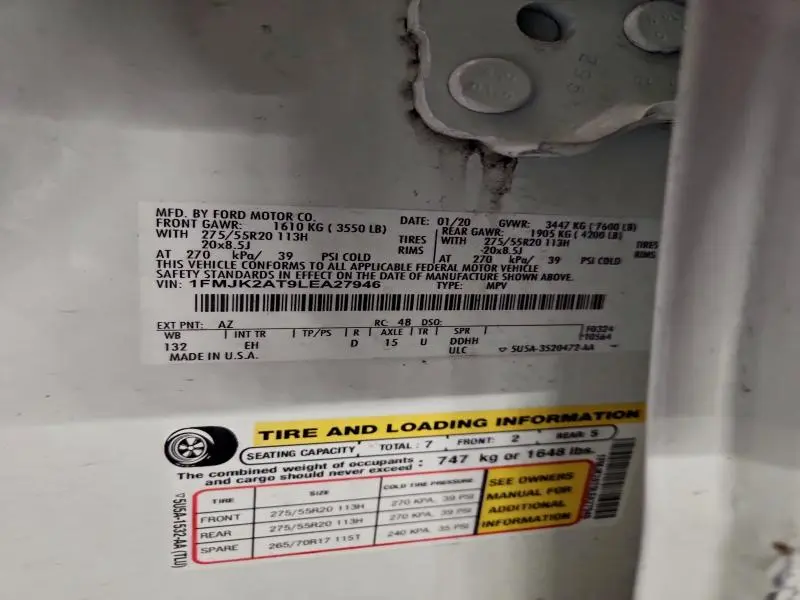 G52
MFD. BY FORD MOTOR CO.
DATE: 01/20 GVWR: 3447 KG (7600 LB)
FRONT GAWR: 1610 KG (3550 LB)
REAR GAWR: 1905 KG (4200 LB)
WITH 275/55R20 113H TIRES WITH 275/55R20 113H TIRES
20x8.5J RIMS 20x8.5J RIMS
AT 270 kPa/ 39 PSI COLD AT 270 kPa/ 39 PSI COLD
THIS VEHICLE CONFORMS TO ALL APPLICABLE FEDERAL MOTOR VEHICLE
SAFETY STANDARDS IN EFFECT ON THE DATE OF MANUFACTURE SHOWN ABOVE.
VIN: 1FMJK2AT9LEA27946 TYPE: MPV
EXT PNT: AZ RC: 48 DSO:
WB INT TR TP/PS R AXLE TR SPR
132 EH D 15 U DDHH
MADE IN U.S.A. ULC 5U5A-3520472-AA
F0324
T0564
TIRE AND LOADING INFORMATION
SEATING CAPACITY TOTAL: 7 FRONT: 2 REAR: 5
The combined weight of occupants and cargo should never exceed: 747 kg or 1648 lbs.
TIRE SIZE COLD TIRE PRESSURE
FRONT 275/55R20 113H 270 KPA, 39 PSI
REAR 275/55R20 113H 270 KPA, 39 PSI
SPARE 265/70R17 115T 240 KPA, 35 PSI
SEE OWNERS
MANUAL FOR
ADDITIONAL
INFORMATION
5U5A-1532-AA (TLU)